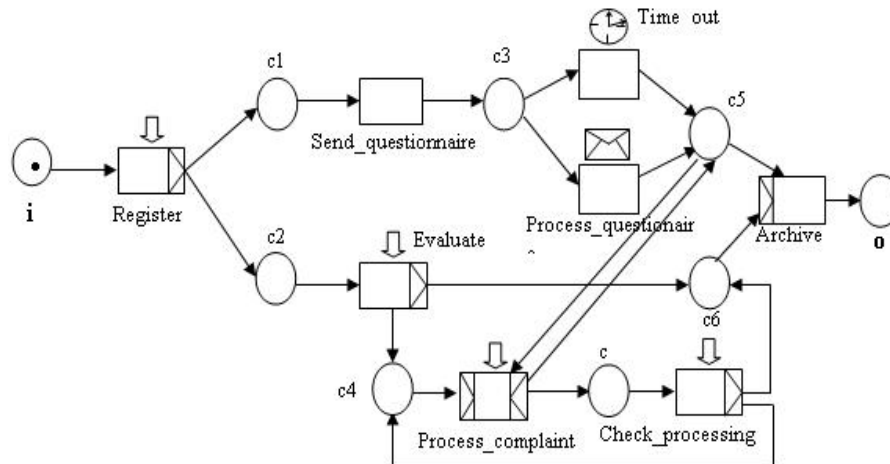 Time out
c1
c3
c5
Send_questionnaire
i
Register
Process_questionair
Archive
o
c2
Evaluate
c6
c4
c
Process_complaint
Check_processing